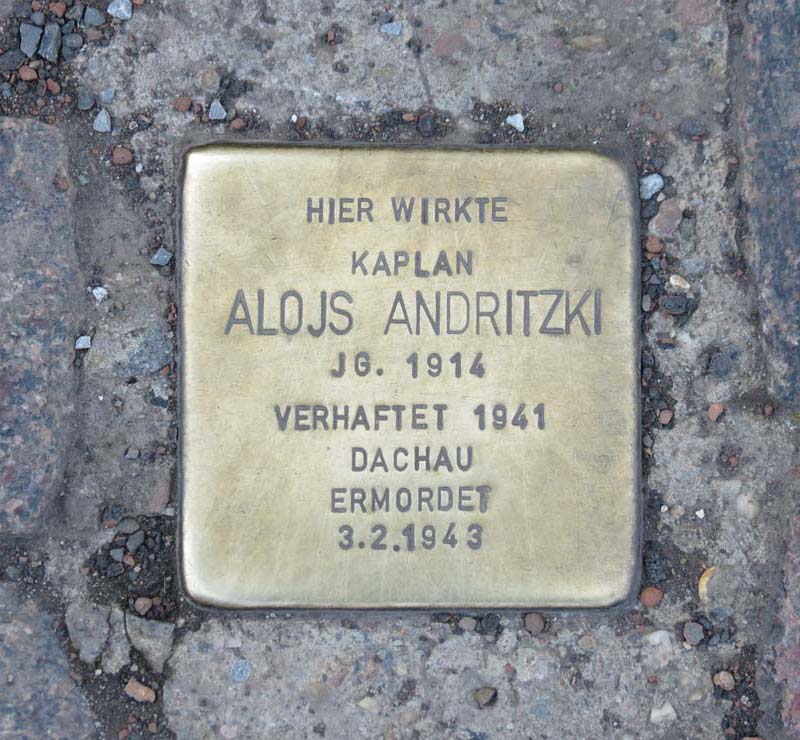 HIER WIRKTE
KAPLAN
ALOJS ANDRITZKI
JG. 1914
VERHAFTET 1941
DACHAU
ERMORDET
3.2.1943